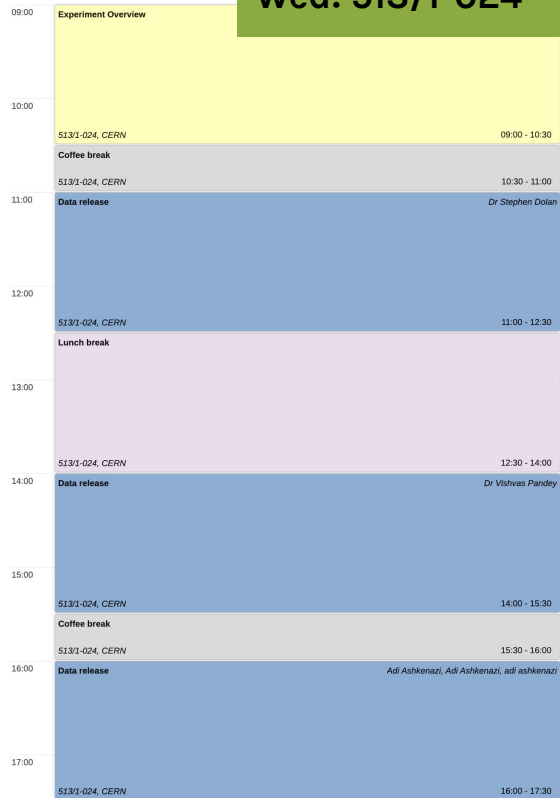 Wed: 513/1-024
09:00
Experiment Overview
10:00
513/1-024, CERN 09:00 - 10:30
Coffee break
513/1-024, CERN 10:30 - 11:00
11:00
Data release Dr Stephen Dolan
12:00
513/1-024, CERN 11:00 - 12:30
Lunch break
13:00
513/1-024, CERN 12:30 - 14:00
14:00
Data release Dr Vishvas Pandey
15:00
513/1-024, CERN 14:00 - 15:30
Coffee break
513/1-024, CERN 15:30 - 16:00
16:00
Data release Adi Ashkenazi, Adi Ashkenazi, adi ashkenazi
17:00
513/1-024, CERN 16:00 - 17:30